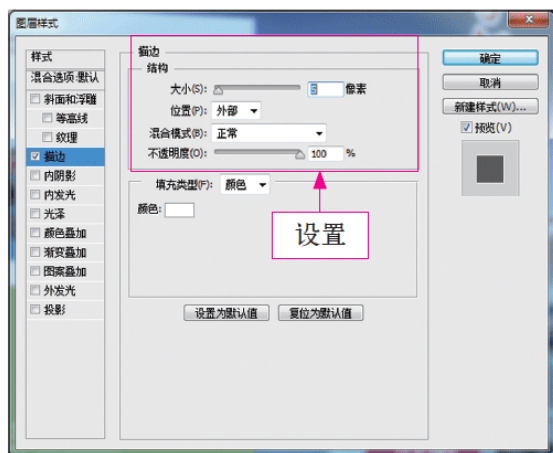 图层样式
样式
混合选项:默认
斜面和浮雕
等高线
纹理
描边
内阴影
内发光
光泽
颜色叠加
渐变叠加
图案叠加
外发光
投影
描边
结构
大小(S): 像素
位置(P): 外部
混合模式(B): 正常
不透明度(O): 100 %
填充类型(F): 颜色
颜色:
设置
设置为默认值 复位为默认值
确定
取消
新建样式(W)...
预览(V)